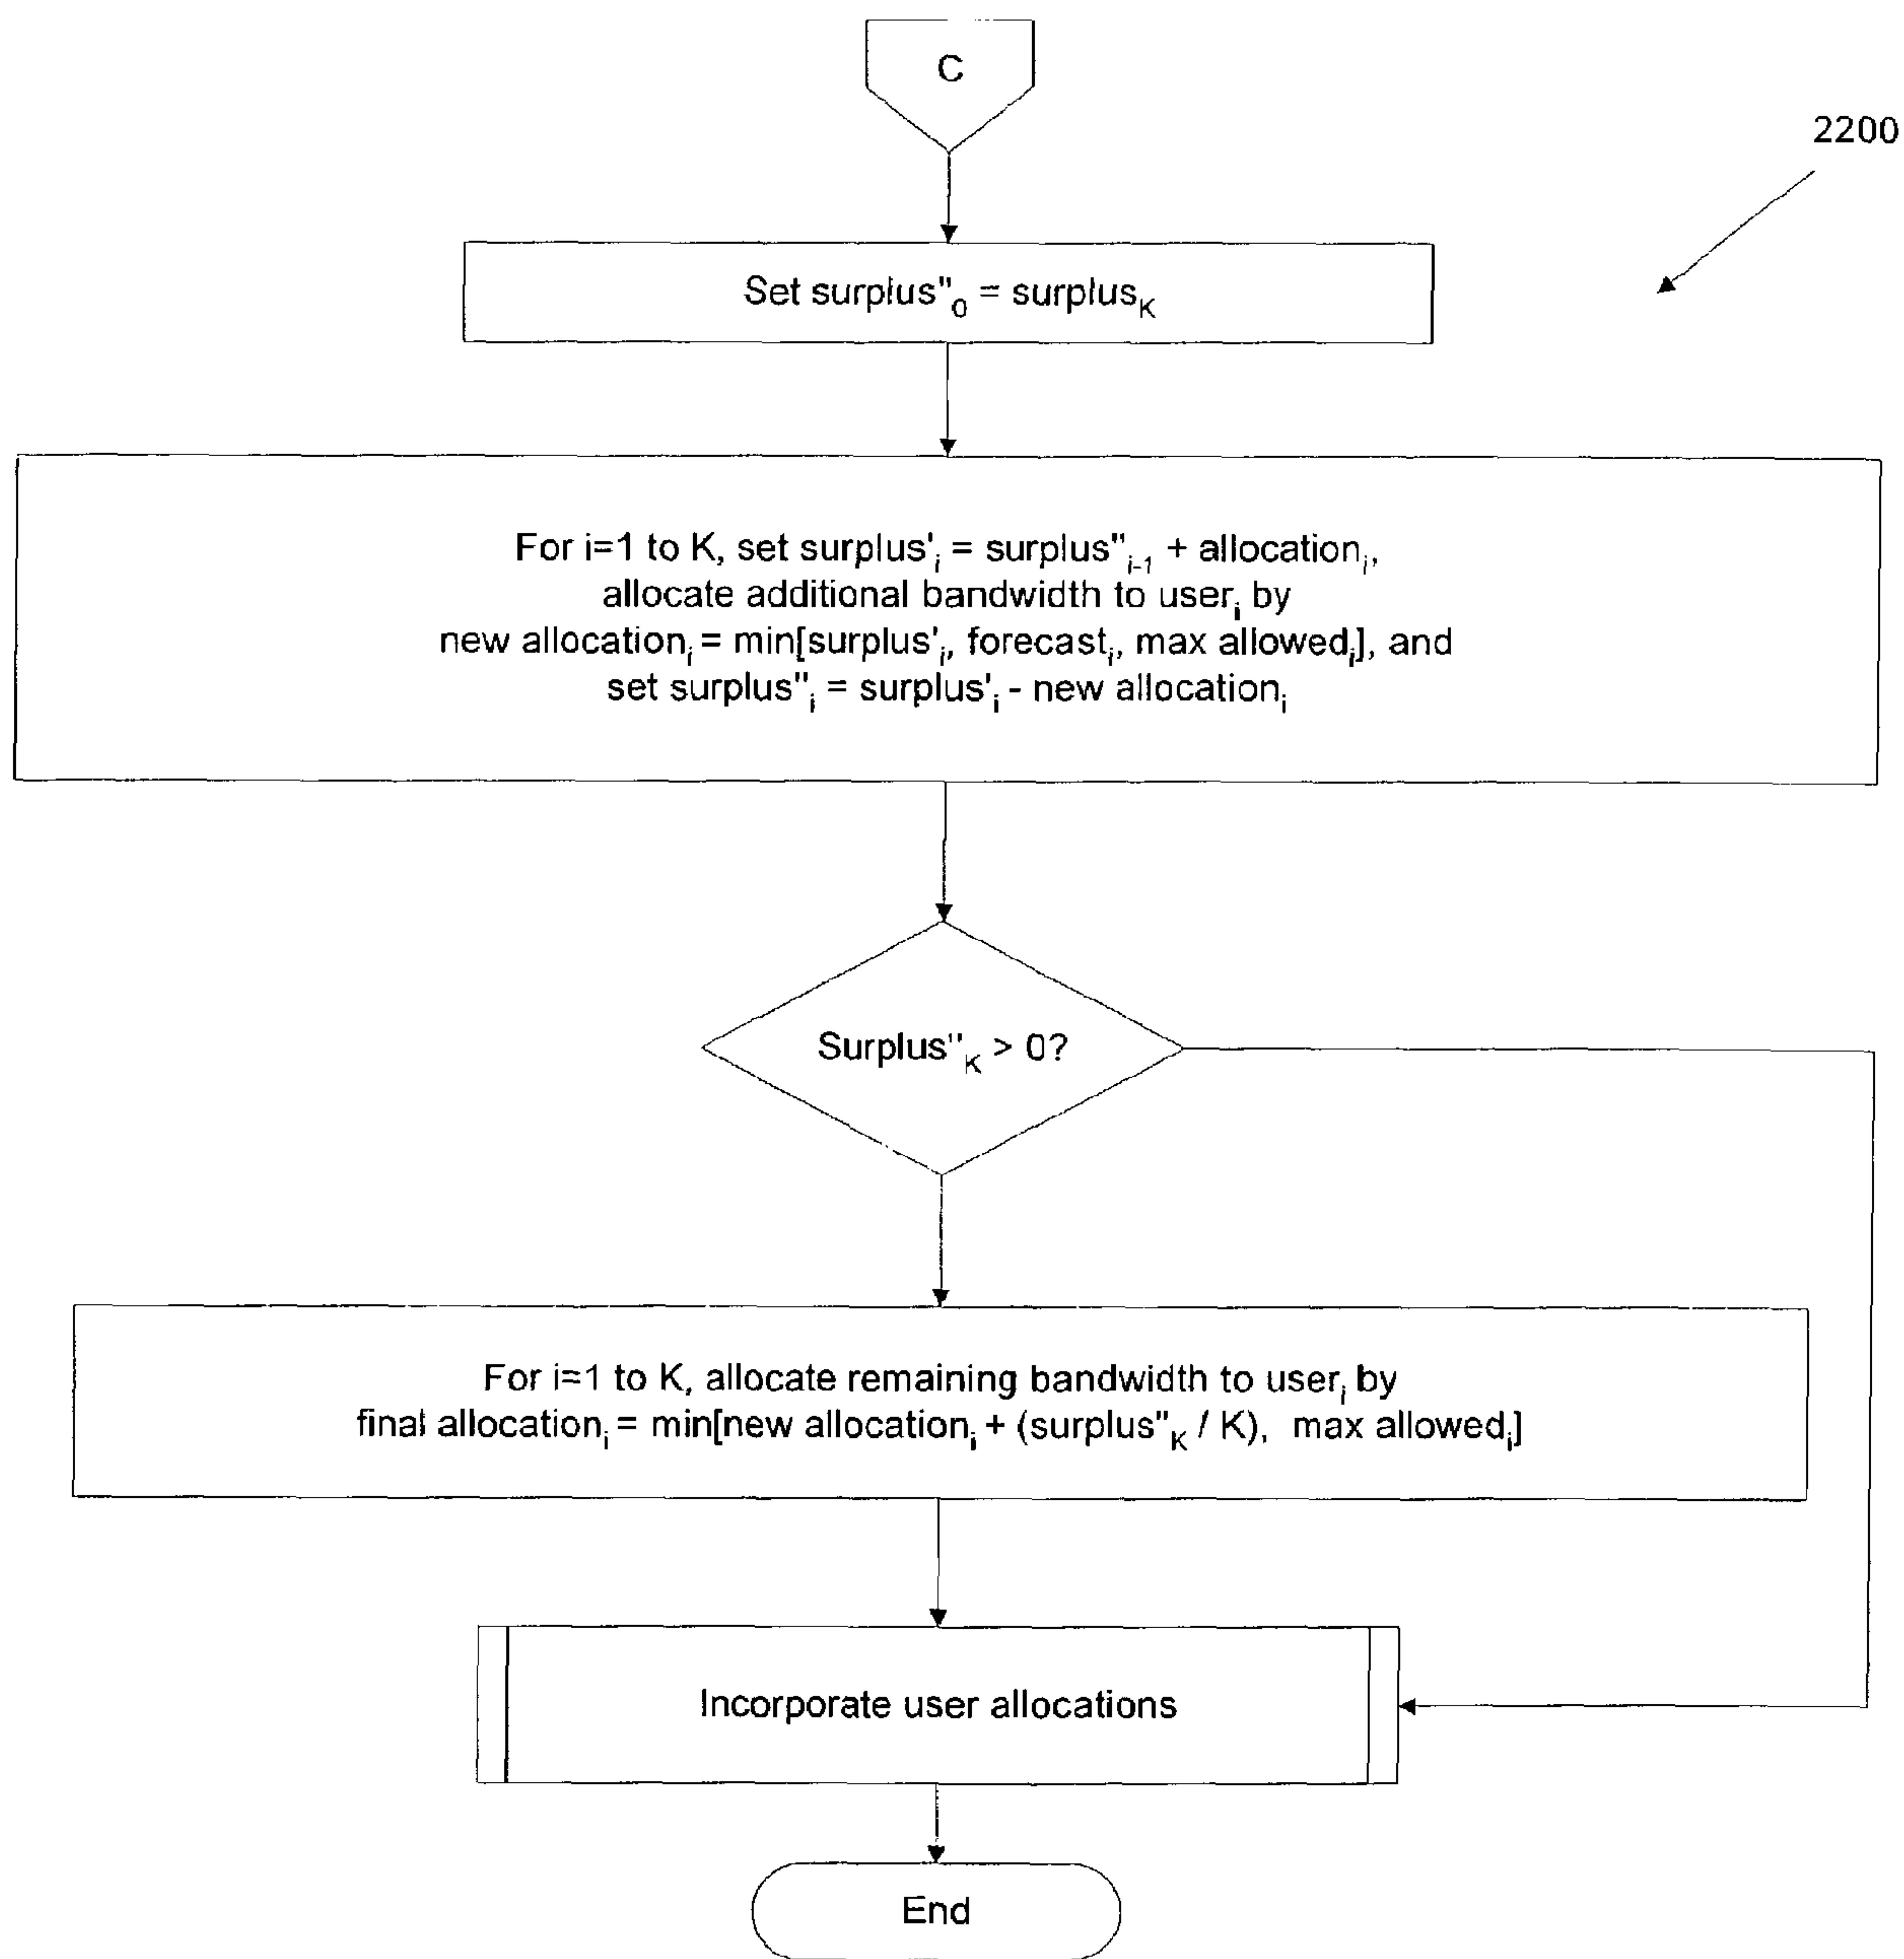 C
2200
Set surplus"₀ = surplusK
For i=1 to K, set surplus'ᵢ = surplus"ᵢ₋₁ + allocationᵢ,
allocate additional bandwidth to userᵢ by
new allocationᵢ = min[surplus'ᵢ, forecastᵢ, max allowedᵢ], and
set surplus"ᵢ = surplus'ᵢ - new allocationᵢ
Surplus"K > 0?
For i=1 to K, allocate remaining bandwidth to userᵢ by
final allocationᵢ = min[new allocationᵢ + (surplus"K / K), max allowedᵢ]
Incorporate user allocations
End